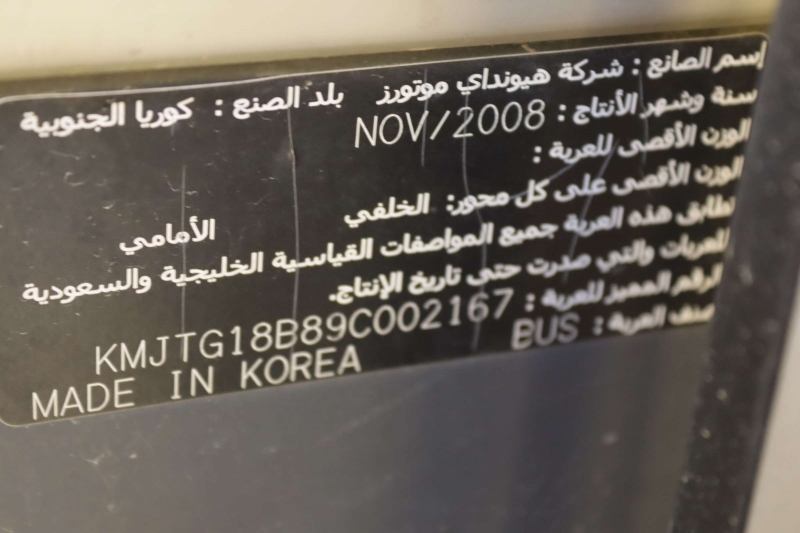 إسم الصانع : شركة هيونداي موتورز بلد الصنع : كوريا الجنوبية
سنة وشهر الأنتاج : NOV/2008
الوزن الأقصى للعربة :
الوزن الأقصى على كل محور: الخلفي الأمامي
تطابق هذه العربة جميع المواصفات القياسية الخليجية والسعودية
للعربات والتي صدرت حتى تاريخ الإنتاج.
الرقم المميز للعربة : KMJTG18B89C002167
صنف العربة : BUS
MADE IN KOREA